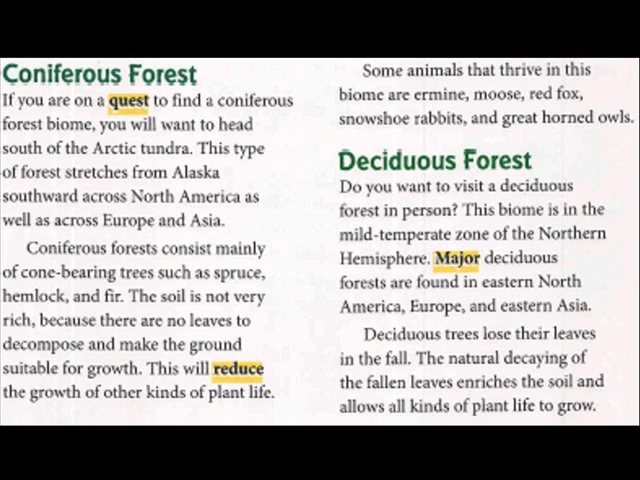 Coniferous Forest
If you are on a quest to find a coniferous
forest biome, you will want to head
south of the Arctic tundra. This type
of forest stretches from Alaska
southward across North America as
well as across Europe and Asia.
Coniferous forests consist mainly
of cone-bearing trees such as spruce,
hemlock, and fir. The soil is not very
rich, because there are no leaves to
decompose and make the ground
suitable for growth. This will reduce
the growth of other kinds of plant life.
Some animals that thrive in this
biome are ermine, moose, red fox,
snowshoe rabbits, and great horned owls.
Deciduous Forest
Do you want to visit a deciduous
forest in person? This biome is in the
mild-temperate zone of the Northern
Hemisphere. Major deciduous
forests are found in eastern North
America, Europe, and eastern Asia.
Deciduous trees lose their leaves
in the fall. The natural decaying of
the fallen leaves enriches the soil and
allows all kinds of plant life to grow.